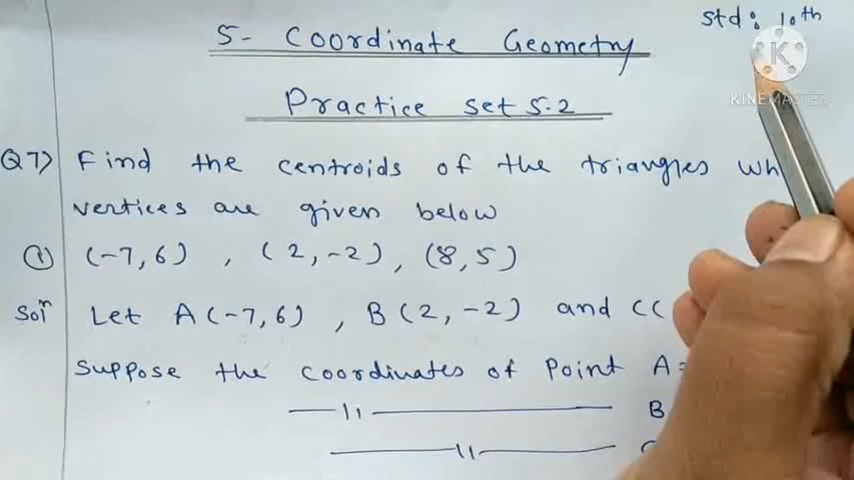 Std: 10th
5- Coordinate Geometry
KINEMASTER
Practice set 5.2
Q7) Find the centroids of the triangles
vertices are given below
① (-7, 6) , (2, -2), (8, 5)
Solⁿ Let A(-7, 6) , B(2, -2) and C(
Suppose the coordinates of Point A=
—— 11 —— B
—— 11 ——